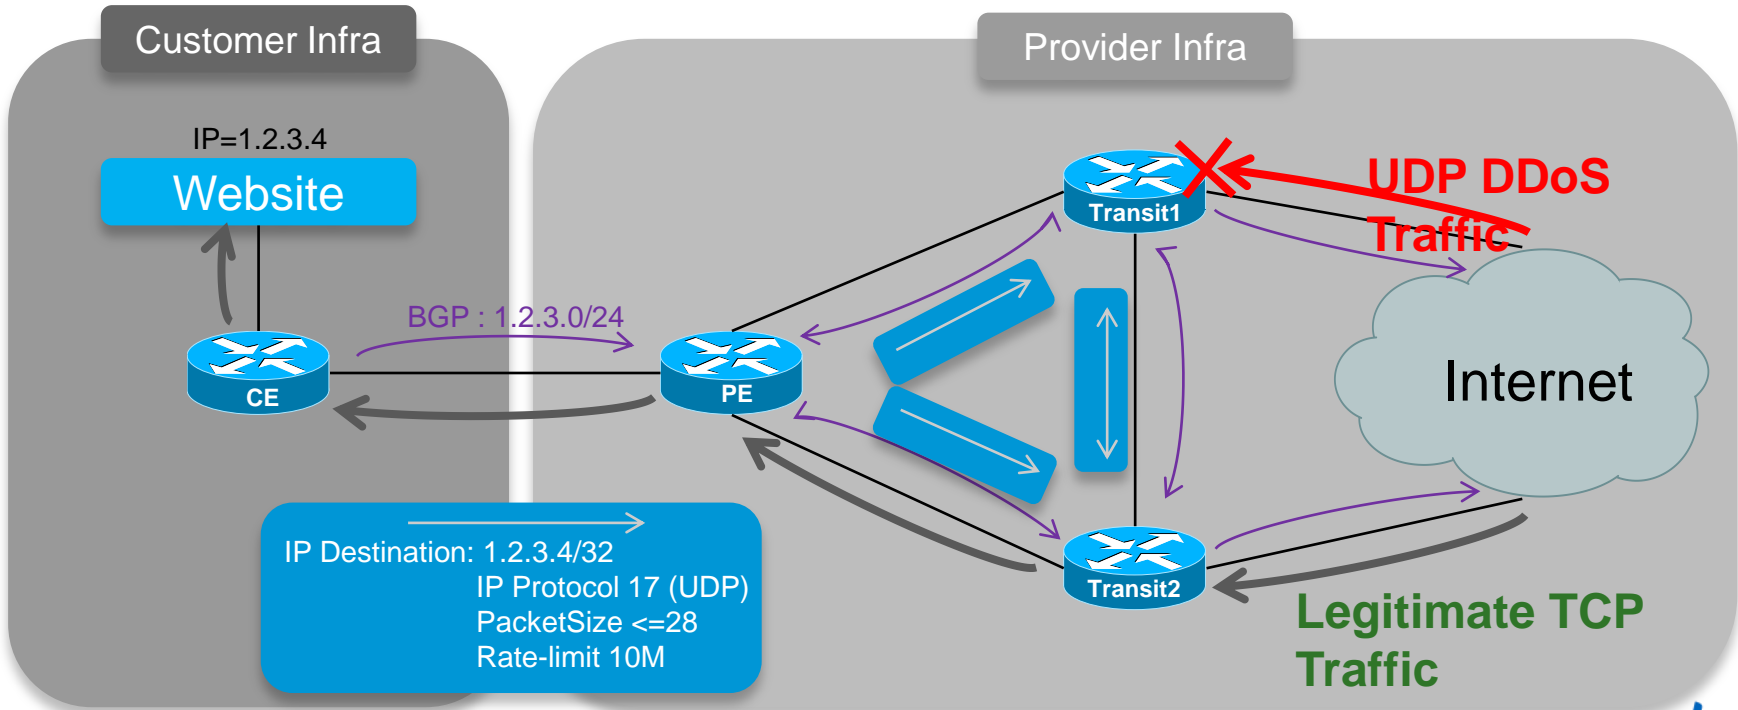 Customer Infra
Provider Infra
IP=1.2.3.4
Website
UDP DDoS
Traffic
Transit1
BGP : 1.2.3.0/24
Internet
CE
PE
IP Destination: 1.2.3.4/32
IP Protocol 17 (UDP)
PacketSize <=28
Rate-limit 10M
Transit2
Legitimate TCP
Traffic